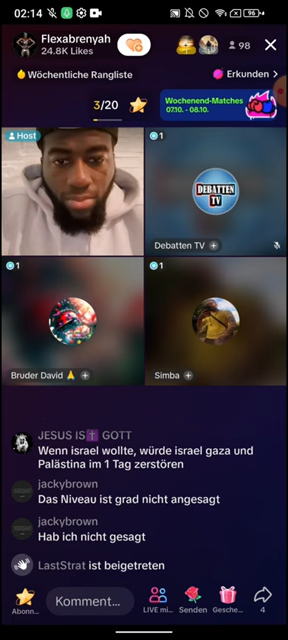 02:14
96
Flexabrenyah
24.8K Likes
98
Wöchentliche Rangliste
Erkunden >
3/20
Wochenend-Matches
07.10. - 08.10.
Host
1
DEBATTEN
TV
Debatten TV
1
1
Bruder David 🙏
Simba
JESUS IS✝️ GOTT
Wenn israel wollte, würde israel gaza und
Palästina im 1 Tag zerstören
jackybrown
Das Niveau ist grad nicht angesagt
jackybrown
Hab ich nicht gesagt
LastStrat ist beigetreten
Abonn...
Komment...
LIVE mi...
Senden
Gesche...
4